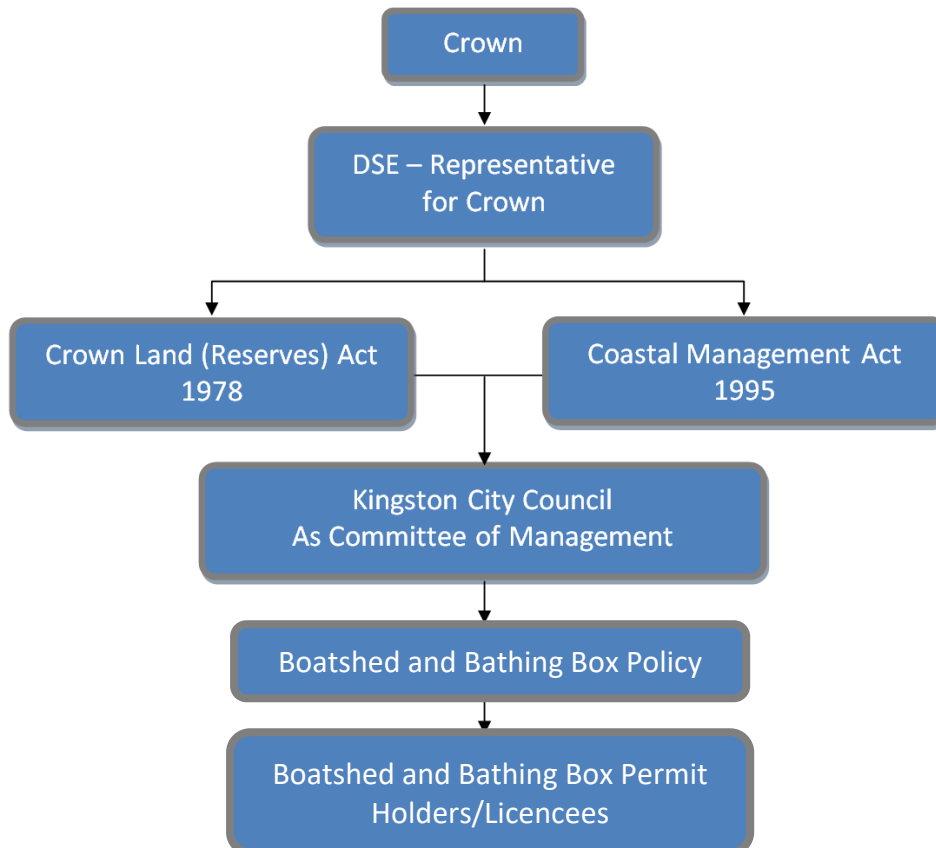 Crown
DSE – Representative
for Crown
Crown Land (Reserves) Act
1978
Coastal Management Act
1995
Kingston City Council
As Committee of Management
Boatshed and Bathing Box Policy
Boatshed and Bathing Box Permit
Holders/Licencees